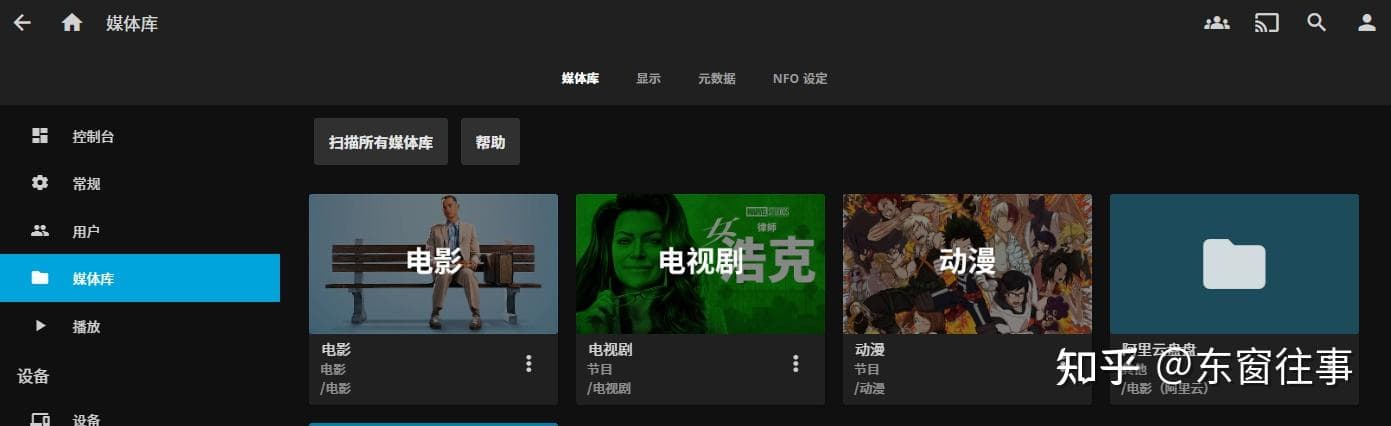 媒体库
媒体库 显示 元数据 NFO 设定
控制台
常规
用户
媒体库
播放
设备
设备
扫描所有媒体库 帮助
电影
电影
电影
/电影
MARVEL STUDIOS
女
律师
浩克
电视剧
电视剧
节目
/电视剧
动漫
动漫
节目
/动漫
阿里云盘盘
其他
/电影（阿里云）
知乎 @东窗往事